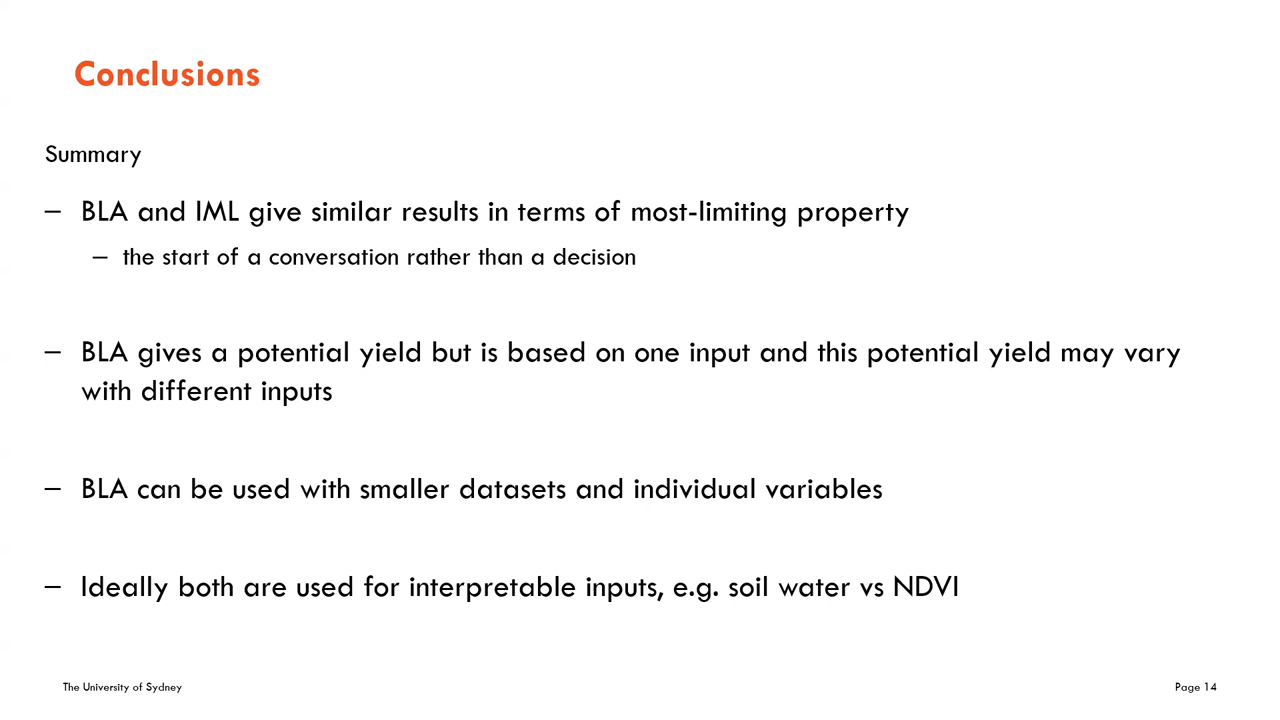 Conclusions
Summary
– BLA and IML give similar results in terms of most-limiting property
– the start of a conversation rather than a decision
– BLA gives a potential yield but is based on one input and this potential yield may vary
with different inputs
– BLA can be used with smaller datasets and individual variables
– Ideally both are used for interpretable inputs, e.g. soil water vs NDVI
The University of Sydney
Page 14